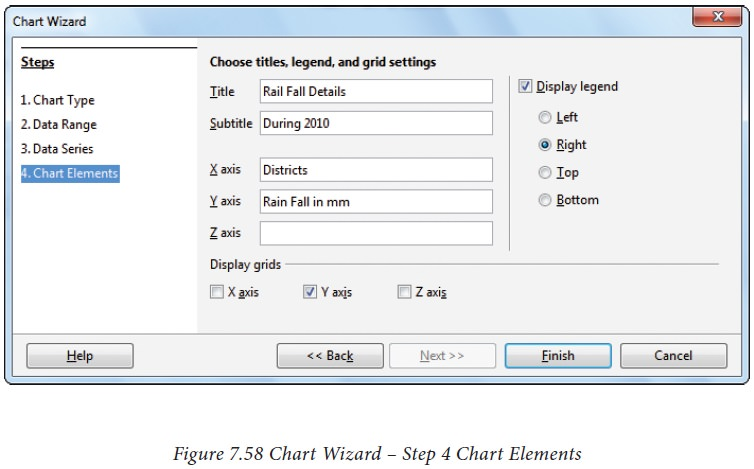 Chart Wizard
Steps
1. Chart Type
2. Data Range
3. Data Series
4. Chart Elements
Choose titles, legend, and grid settings
Title Rail Fall Details
Subtitle During 2010
X axis Districts
Y axis Rain Fall in mm
Z axis
Display legend
Left
Right
Top
Bottom
Display grids
X axis Y axis Z axis
Help << Back Next >> Finish Cancel
Figure 7.58 Chart Wizard – Step 4 Chart Elements